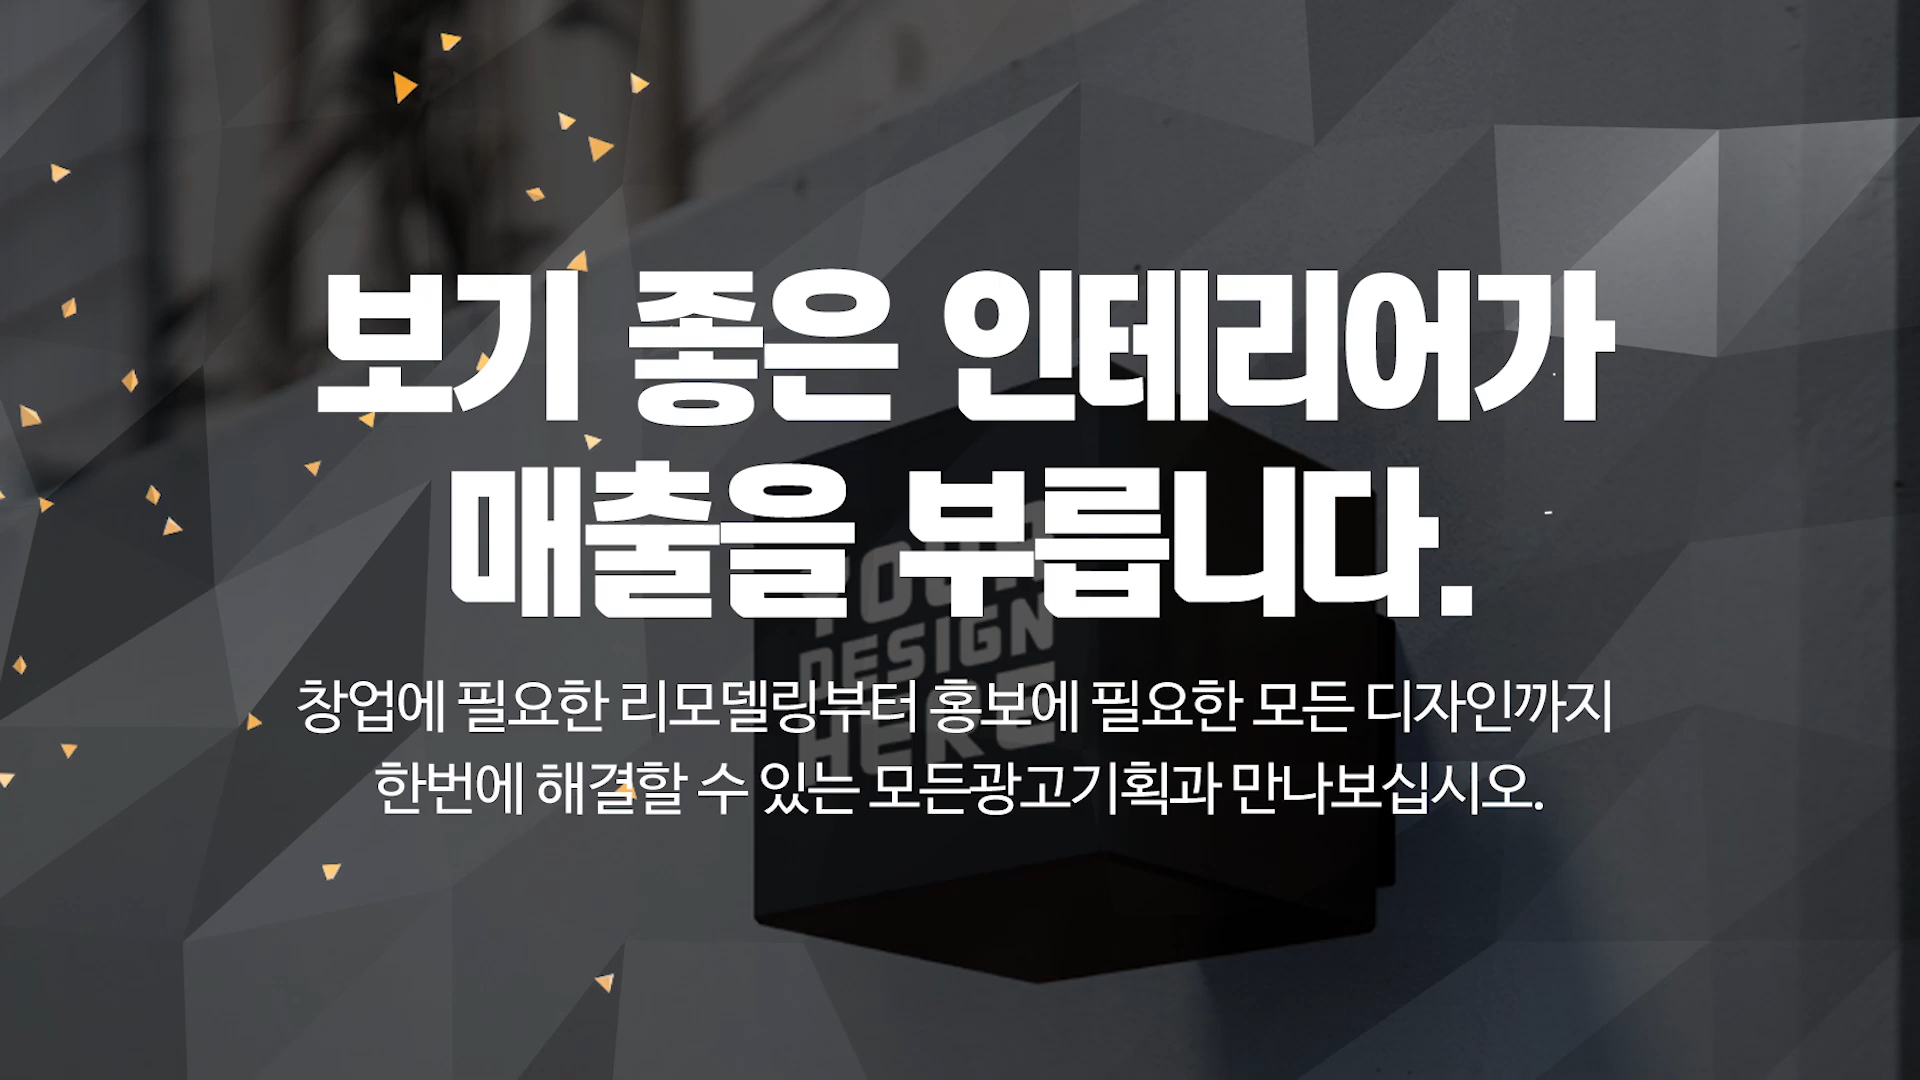 보기 좋은 인테리어가
매출을 부릅니다.
YOUR
DESIGN
HERE
창업에 필요한 리모델링부터 홍보에 필요한 모든 디자인까지
한번에 해결할 수 있는 모든광고기획과 만나보십시오.